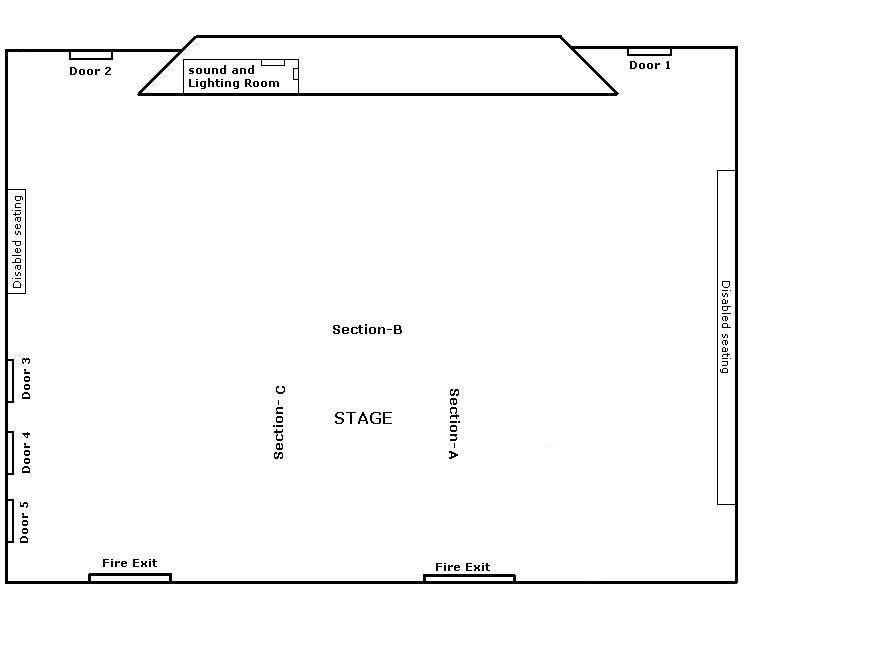 Door 2
sound and
Lighting Room
Door 1
Disabled seating
Disabled seating
Section-B
Door 3
Section- C
STAGE
Section-A
Door 4
Door 5
Fire Exit
Fire Exit